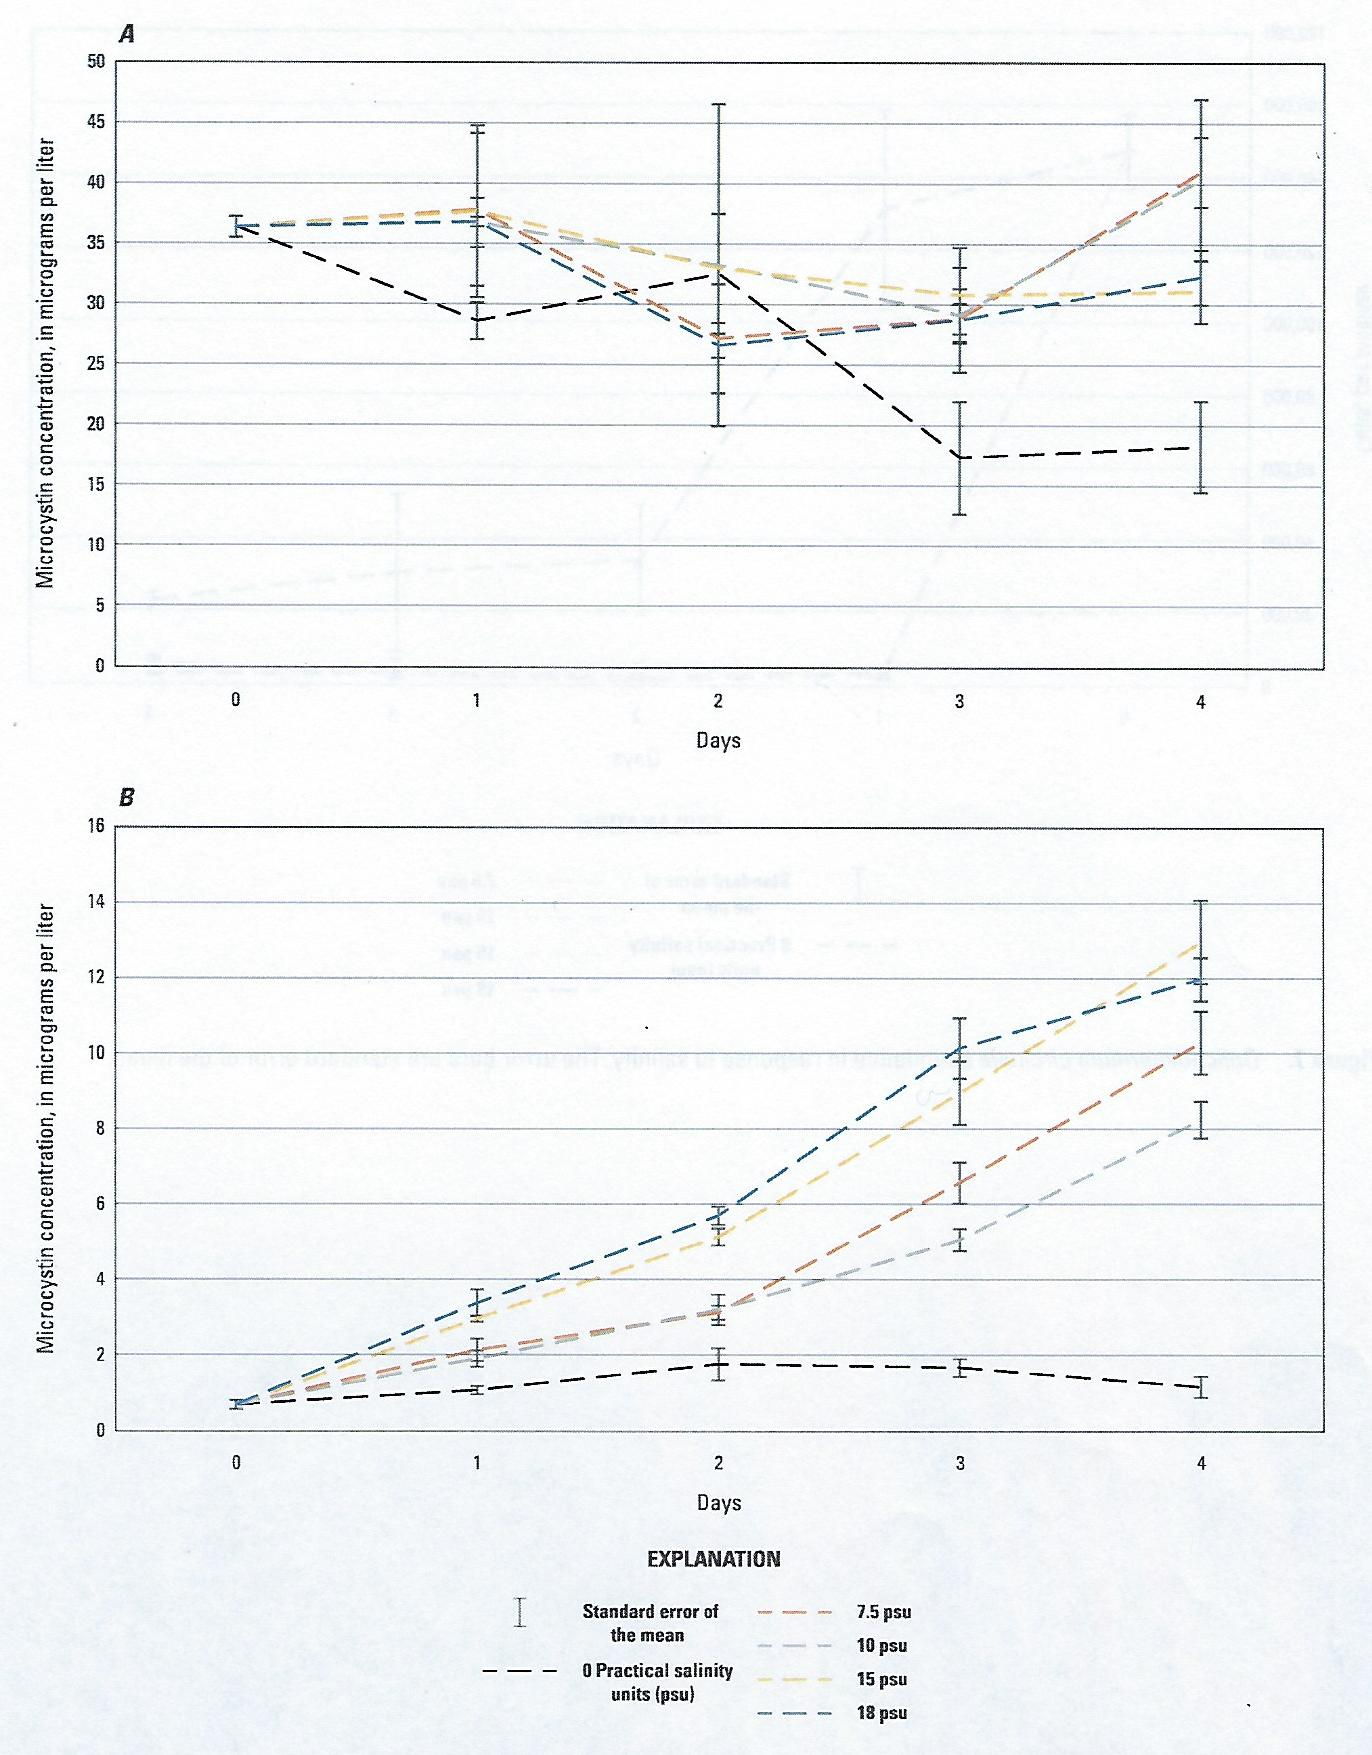 A
50
45
40
35
30
25
20
15
10
5
0
Microcystin concentration, in micrograms per liter
0 1 2 3 4
Days
B
16
14
12
10
8
6
4
2
0
Microcystin concentration, in micrograms per liter
0 1 2 3 4
Days
EXPLANATION
Standard error of
the mean
0 Practical salinity
units (psu)
7.5 psu
10 psu
15 psu
18 psu